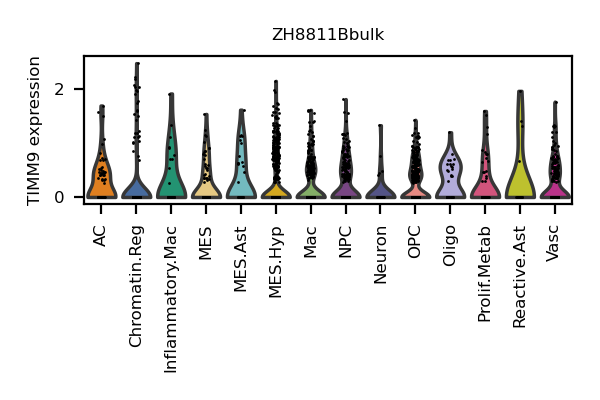 ZH8811Bbulk
TIMM9 expression
2
0
AC
Chromatin.Reg
Inflammatory.Mac
MES
MES.Ast
MES.Hyp
Mac
NPC
Neuron
OPC
Oligo
Prolif.Metab
Reactive.Ast
Vasc